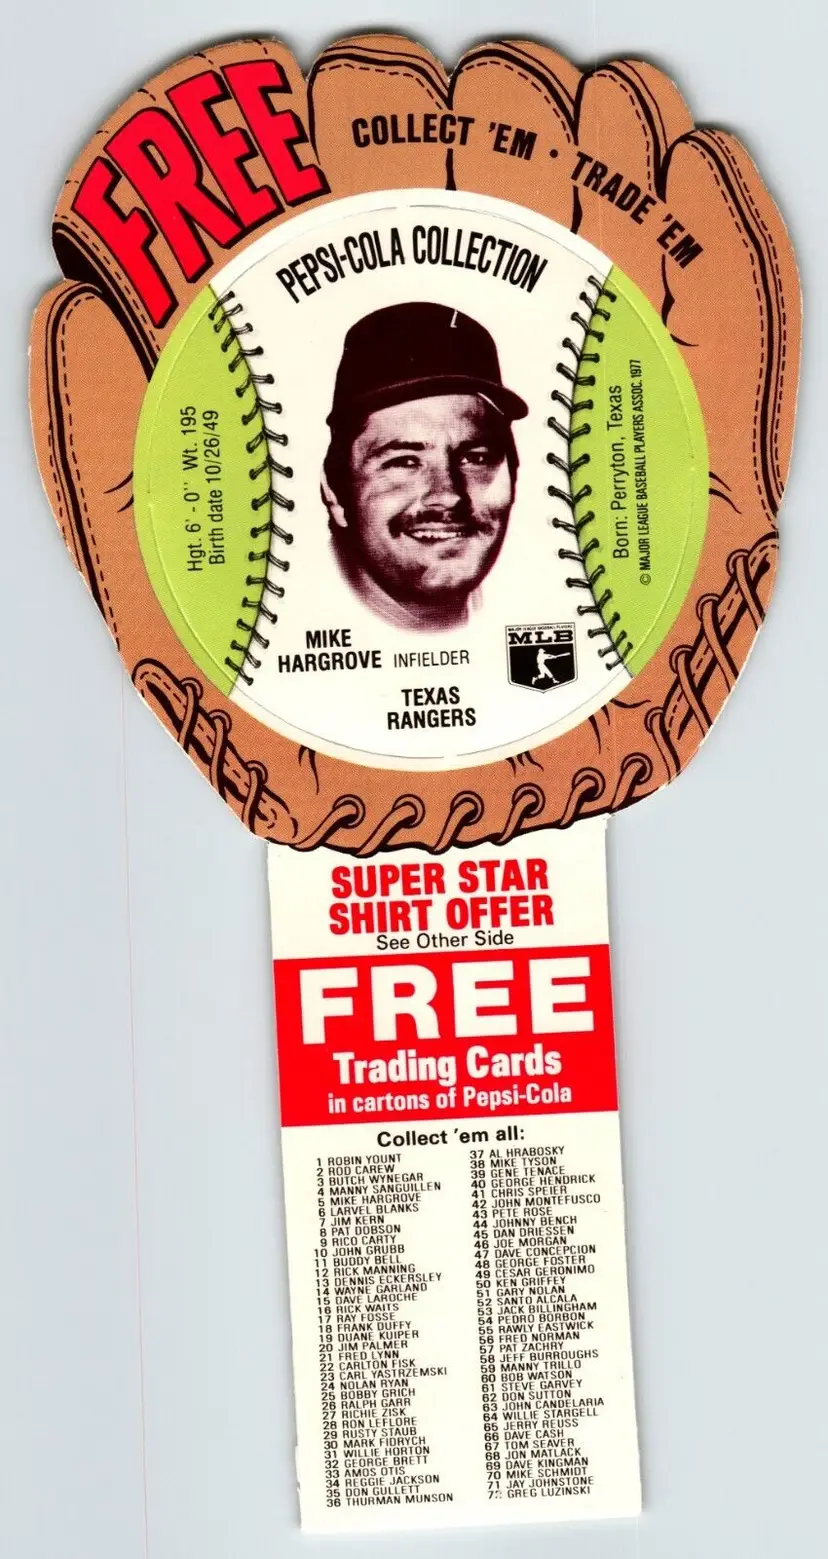 FREE
COLLECT 'EM • TRADE 'EM
PEPSI-COLA COLLECTION
Hgt. 6' - 0" Wt. 195
Birth date 10/26/49
Born: Perryton, Texas
© MAJOR LEAGUE BASEBALL PLAYERS ASSOC. 1977
MIKE
HARGROVE INFIELDER
TEXAS
RANGERS
MAJOR LEAGUE BASEBALL PLAYERS
MLB
SUPER STAR
SHIRT OFFER
See Other Side
FREE
Trading Cards
in cartons of Pepsi-Cola
Collect 'em all:
1 ROBIN YOUNT
2 ROD CAREW
3 BUTCH WYNEGAR
4 MANNY SANGUILLEN
5 MIKE HARGROVE
6 LARVEL BLANKS
7 JIM KERN
8 PAT DOBSON
9 RICO CARTY
10 JOHN GRUBB
11 BUDDY BELL
12 RICK MANNING
13 DENNIS ECKERSLEY
14 WAYNE GARLAND
15 DAVE LAROCHE
16 RICK WAITS
17 RAY FOSSE
18 FRANK DUFFY
19 DUANE KUIPER
20 JIM PALMER
21 FRED LYNN
22 CARLTON FISK
23 CARL YASTRZEMSKI
24 NOLAN RYAN
25 BOBBY GRICH
26 RALPH GARR
27 RICHIE ZISK
28 RON LEFLORE
29 RUSTY STAUB
30 MARK FIDRYCH
31 WILLIE HORTON
32 GEORGE BRETT
33 AMOS OTIS
34 REGGIE JACKSON
35 DON GULLETT
36 THURMAN MUNSON
37 AL HRABOSKY
38 MIKE TYSON
39 GENE TENACE
40 GEORGE HENDRICK
41 CHRIS SPEIER
42 JOHN MONTEFUSCO
43 PETE ROSE
44 JOHNNY BENCH
45 DAN DRIESSEN
46 JOE MORGAN
47 DAVE CONCEPCION
48 GEORGE FOSTER
49 CESAR GERONIMO
50 KEN GRIFFEY
51 GARY NOLAN
52 SANTO ALCALA
53 JACK BILLINGHAM
54 PEDRO BORBON
55 RAWLY EASTWICK
56 FRED NORMAN
57 PAT ZACHRY
58 JEFF BURROUGHS
59 MANNY TRILLO
60 BOB WATSON
61 STEVE GARVEY
62 DON SUTTON
63 JOHN CANDELARIA
64 WILLIE STARGELL
65 JERRY REUSS
66 DAVE CASH
67 TOM SEAVER
68 JON MATLACK
69 DAVE KINGMAN
70 MIKE SCHMIDT
71 JAY JOHNSTONE
72 GREG LUZINSKI